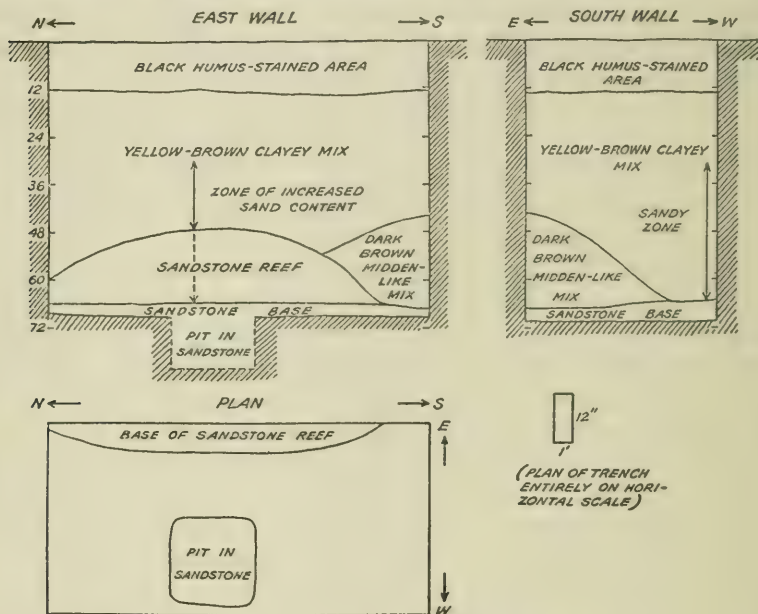 N EAST WALL S
BLACK HUMUS-STAINED AREA
12
24
YELLOW-BROWN CLAYEY MIX
36
ZONE OF INCREASED
SAND CONTENT
48
DARK
BROWN
MIDDEN-
LIKE
MIX
SANDSTONE REEF
60
SANDSTONE BASE
72
PIT IN
SANDSTONE
E SOUTH WALL W
BLACK HUMUS-STAINED
AREA
YELLOW-BROWN CLAYEY
MIX
SANDY
ZONE
DARK
BROWN
MIDDEN-LIKE
MIX
SANDSTONE BASE
N PLAN S
E
BASE OF SANDSTONE REEF
PIT IN
SANDSTONE
W
12"
1'
(PLAN OF TRENCH
ENTIRELY ON HORI-
ZONTAL SCALE)